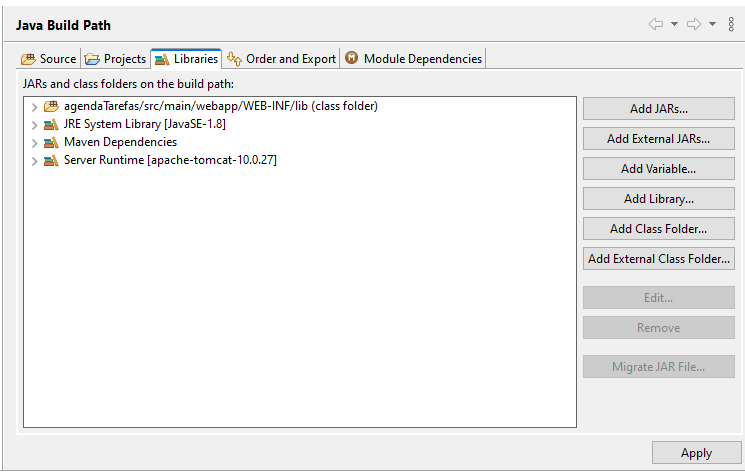 Java Build Path
Source Projects Libraries Order and Export Module Dependencies
JARs and class folders on the build path:
agendaTarefas/src/main/webapp/WEB-INF/lib (class folder)
JRE System Library [JavaSE-1.8]
Maven Dependencies
Server Runtime [apache-tomcat-10.0.27]
Add JARs...
Add External JARs...
Add Variable...
Add Library...
Add Class Folder...
Add External Class Folder...
Edit...
Remove
Migrate JAR File...
Apply